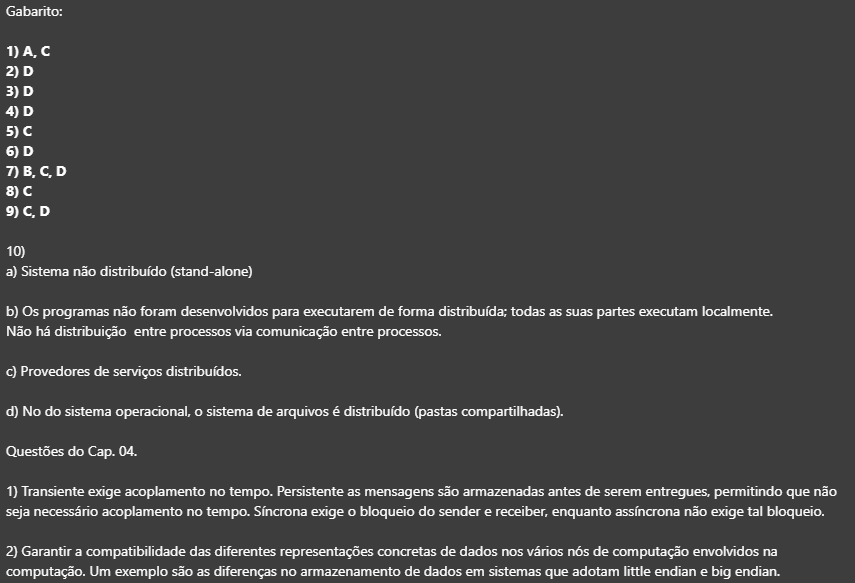 Gabarito:
1) A, C
2) D
3) D
4) D
5) C
6) D
7) B, C, D
8) C
9) C, D
10)
a) Sistema não distribuído (stand-alone)
b) Os programas não foram desenvolvidos para executarem de forma distribuída; todas as suas partes executam localmente.
Não há distribuição  entre processos via comunicação entre processos.
c) Provedores de serviços distribuídos.
d) No do sistema operacional, o sistema de arquivos é distribuído (pastas compartilhadas).
Questões do Cap. 04.
1) Transiente exige acoplamento no tempo. Persistente as mensagens são armazenadas antes de serem entregues, permitindo que não
seja necessário acoplamento no tempo. Síncrona exige o bloqueio do sender e receiver, enquanto assíncrona não exige tal bloqueio.
2) Garantir a compatibilidade das diferentes representações concretas de dados nos vários nós de computação envolvidos na
computação. Um exemplo são as diferenças no armazenamento de dados em sistemas que adotam little endian e big endian.